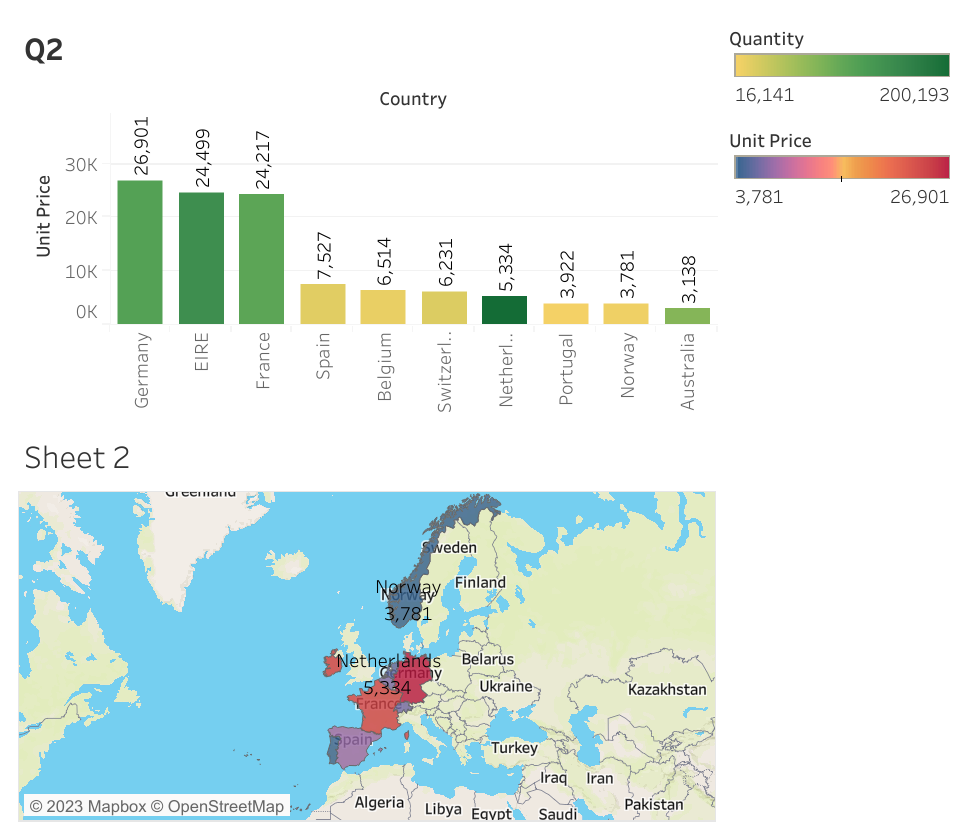 Q2
Country
Unit Price
30K
20K
10K
0K
26,901
24,499
24,217
7,527
6,514
6,231
5,334
3,922
3,781
3,138
Germany
EIRE
France
Spain
Belgium
Switzerl..
Netherl..
Portugal
Norway
Australia
Quantity
16,141 200,193
Unit Price
3,781 26,901
Sheet 2
Greenland
Sweden
Finland
Norway
Norway
3,781
Netherlands
Germany
5,334
France
Spain
Belarus
Ukraine
Kazakhstan
Turkey
Iraq
Iran
Algeria
Libya
Egypt
Saudi
Pakistan
© 2023 Mapbox © OpenStreetMap